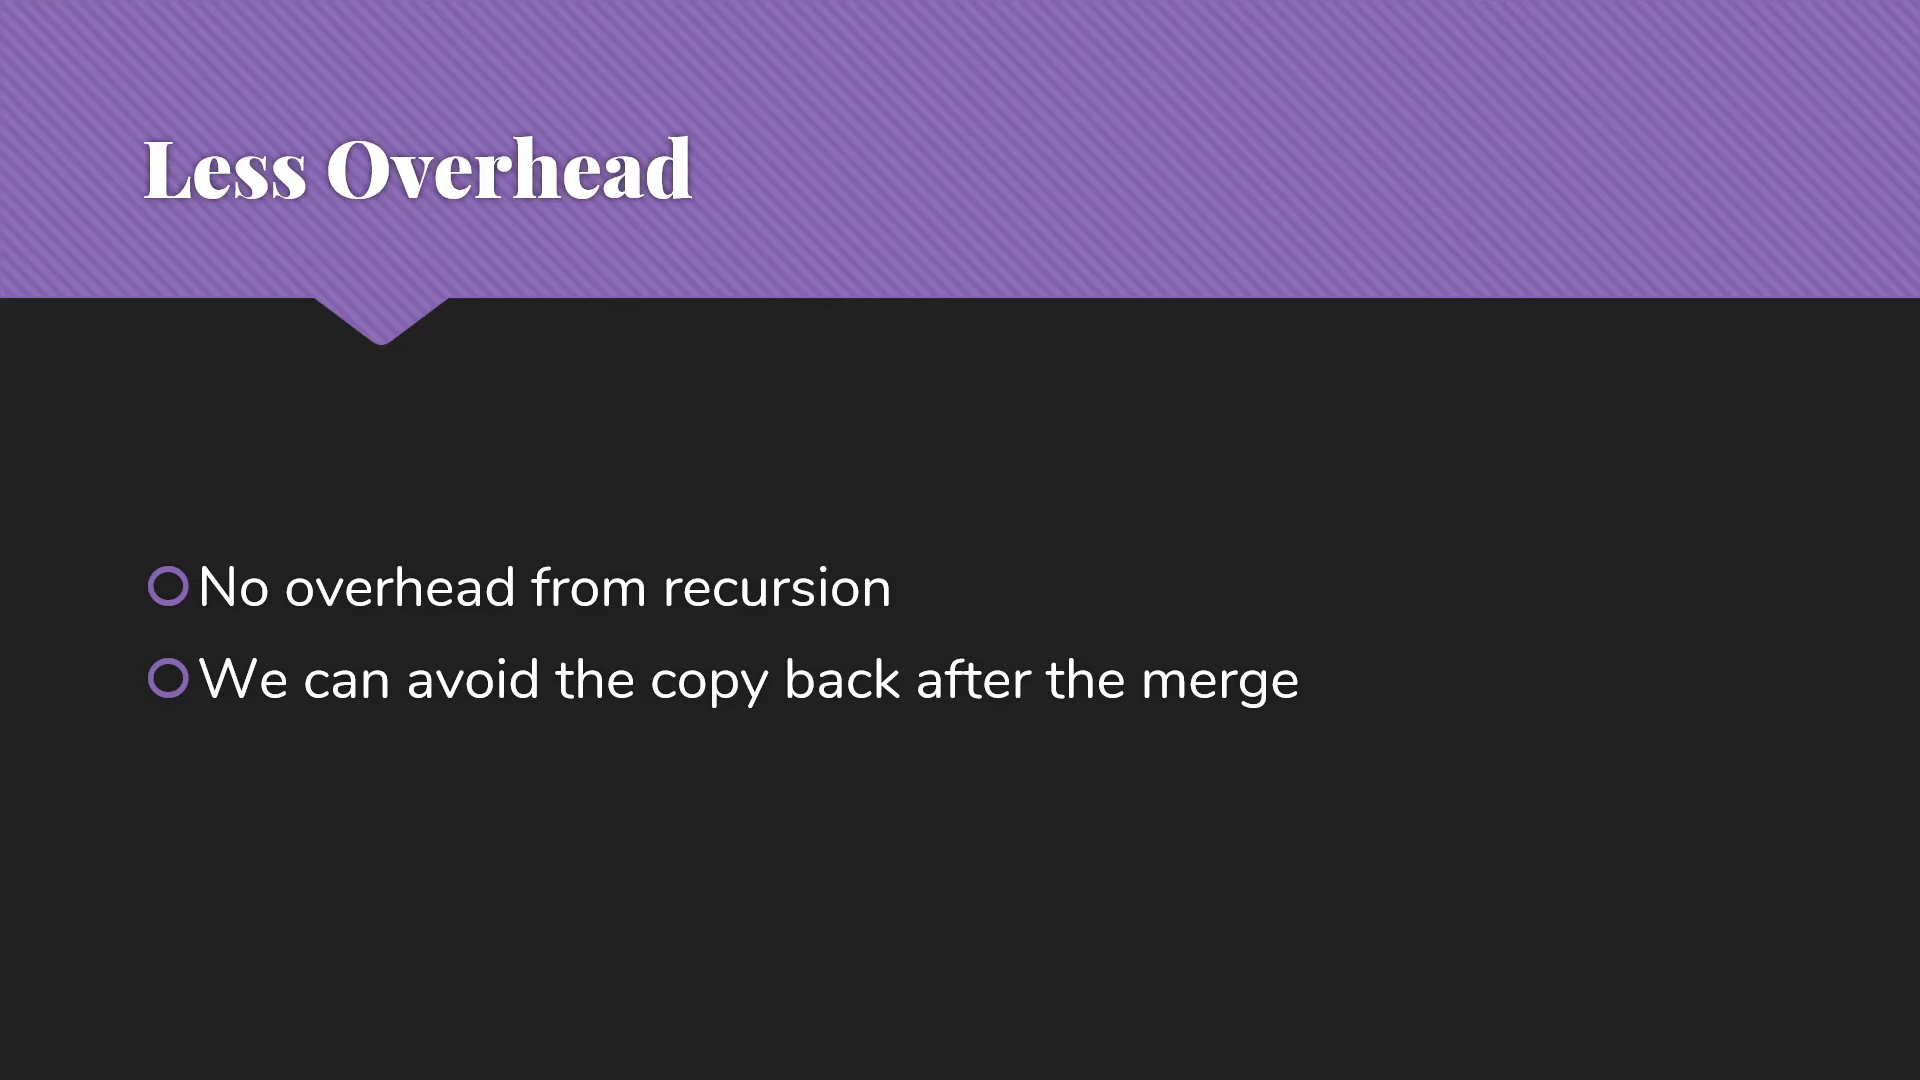 Less Overhead
No overhead from recursion
We can avoid the copy back after the merge